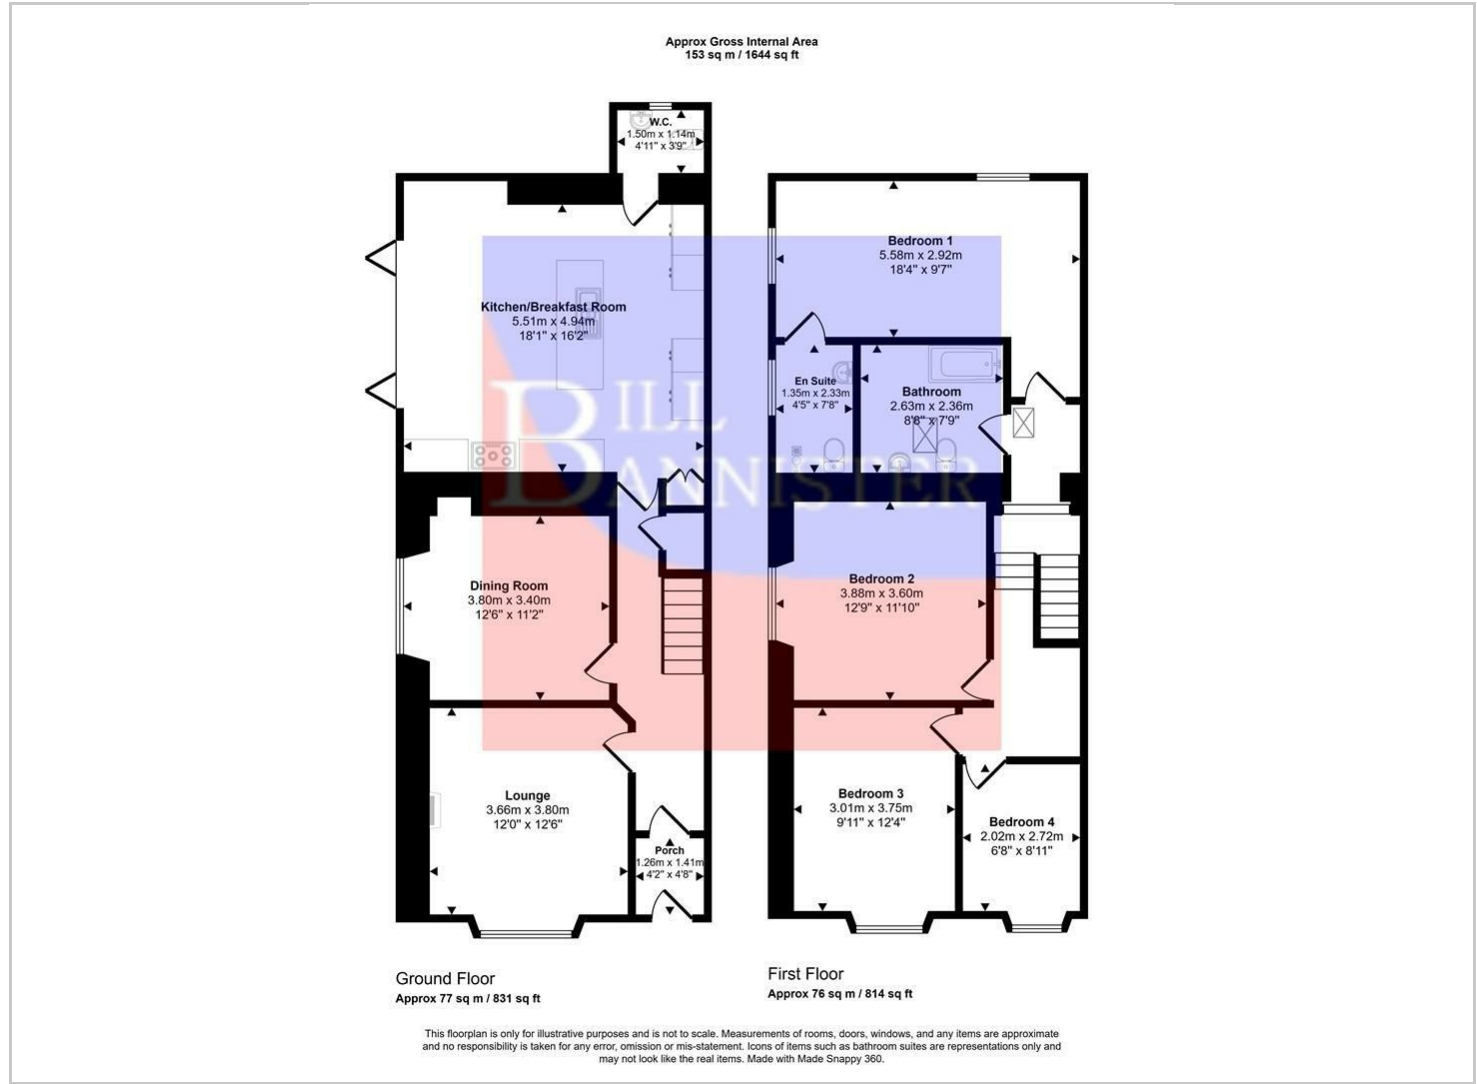 Approx Gross Internal Area
153 sq m / 1644 sq ft
W.C.
1.50m x 1.14m
4'11" x 3'9"
Kitchen/Breakfast Room
5.51m x 4.94m
18'1" x 16'2"
Dining Room
3.80m x 3.40m
12'6" x 11'2"
Lounge
3.66m x 3.80m
12'0" x 12'6"
Porch
1.26m x 1.41m
4'2" x 4'8"
Ground Floor
Approx 77 sq m / 831 sq ft
Bedroom 1
5.58m x 2.92m
18'4" x 9'7"
En Suite
1.35m x 2.33m
4'5" x 7'8"
Bathroom
2.63m x 2.36m
8'8" x 7'9"
Bedroom 2
3.88m x 3.60m
12'9" x 11'10"
Bedroom 3
3.01m x 3.75m
9'11" x 12'4"
Bedroom 4
2.02m x 2.72m
6'8" x 8'11"
First Floor
Approx 76 sq m / 814 sq ft
BILL
BANNISTER
This floorplan is only for illustrative purposes and is not to scale. Measurements of rooms, doors, windows, and any items are approximate
and no responsibility is taken for any error, omission or mis-statement. Icons of items such as bathroom suites are representations only and
may not look like the real items. Made with Made Snappy 360.